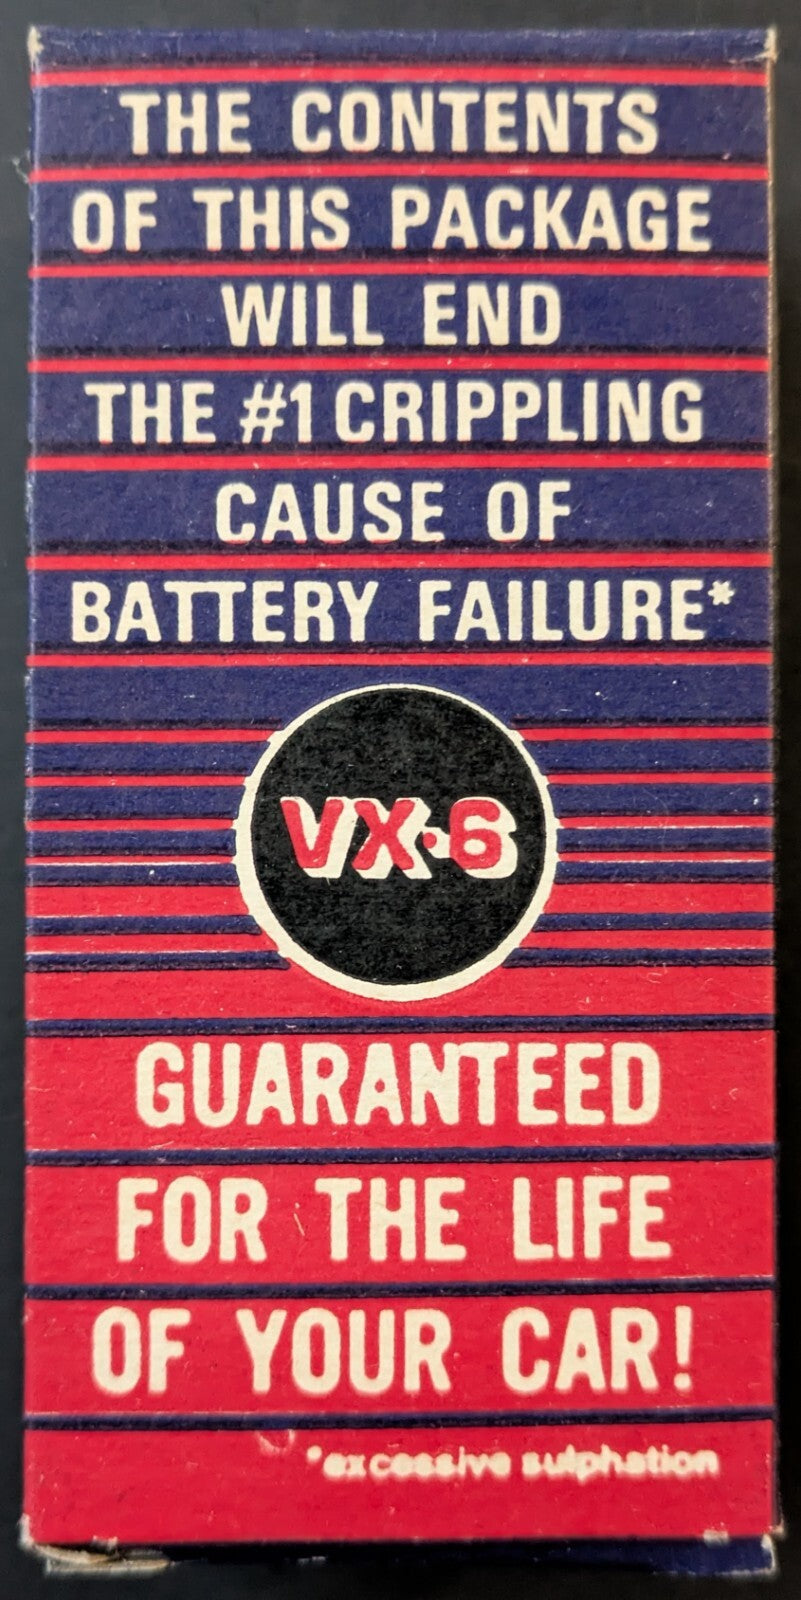 THE CONTENTS
OF THIS PACKAGE
WILL END
THE #1 CRIPPLING
CAUSE OF
BATTERY FAILURE*
VX·6
GUARANTEED
FOR THE LIFE
OF YOUR CAR!
*excessive sulphation